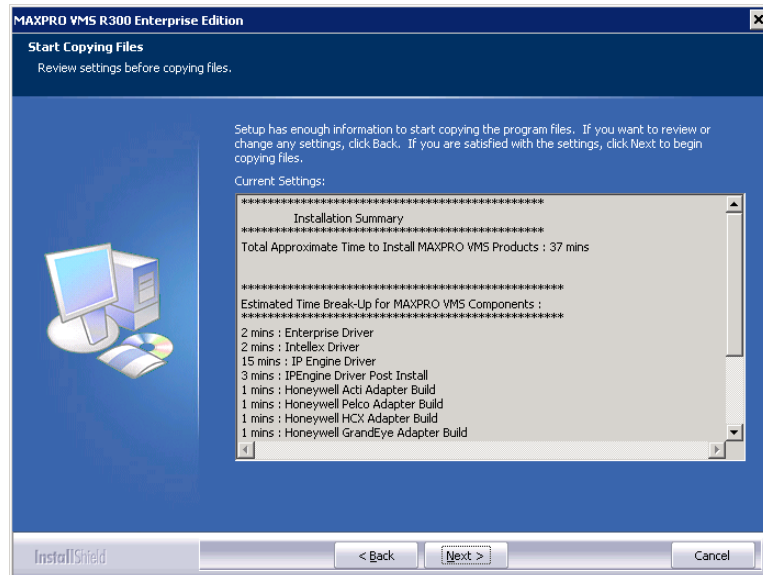 MAXPRO VMS R300 Enterprise Edition
Start Copying Files
Review settings before copying files.
Setup has enough information to start copying the program files. If you want to review or
change any settings, click Back. If you are satisfied with the settings, click Next to begin
copying files.
Current Settings:
***************************************************
Installation Summary
***************************************************
Total Approximate Time to Install MAXPRO VMS Products : 37 mins
******************************************************
Estimated Time Break-Up for MAXPRO VMS Components :
******************************************************
2 mins : Enterprise Driver
2 mins : Intellex Driver
15 mins : IP Engine Driver
3 mins : IPEngine Driver Post Install
1 mins : Honeywell Acti Adapter Build
1 mins : Honeywell Pelco Adapter Build
1 mins : Honeywell HCX Adapter Build
1 mins : Honeywell GrandEye Adapter Build
InstallShield
< Back
Next >
Cancel